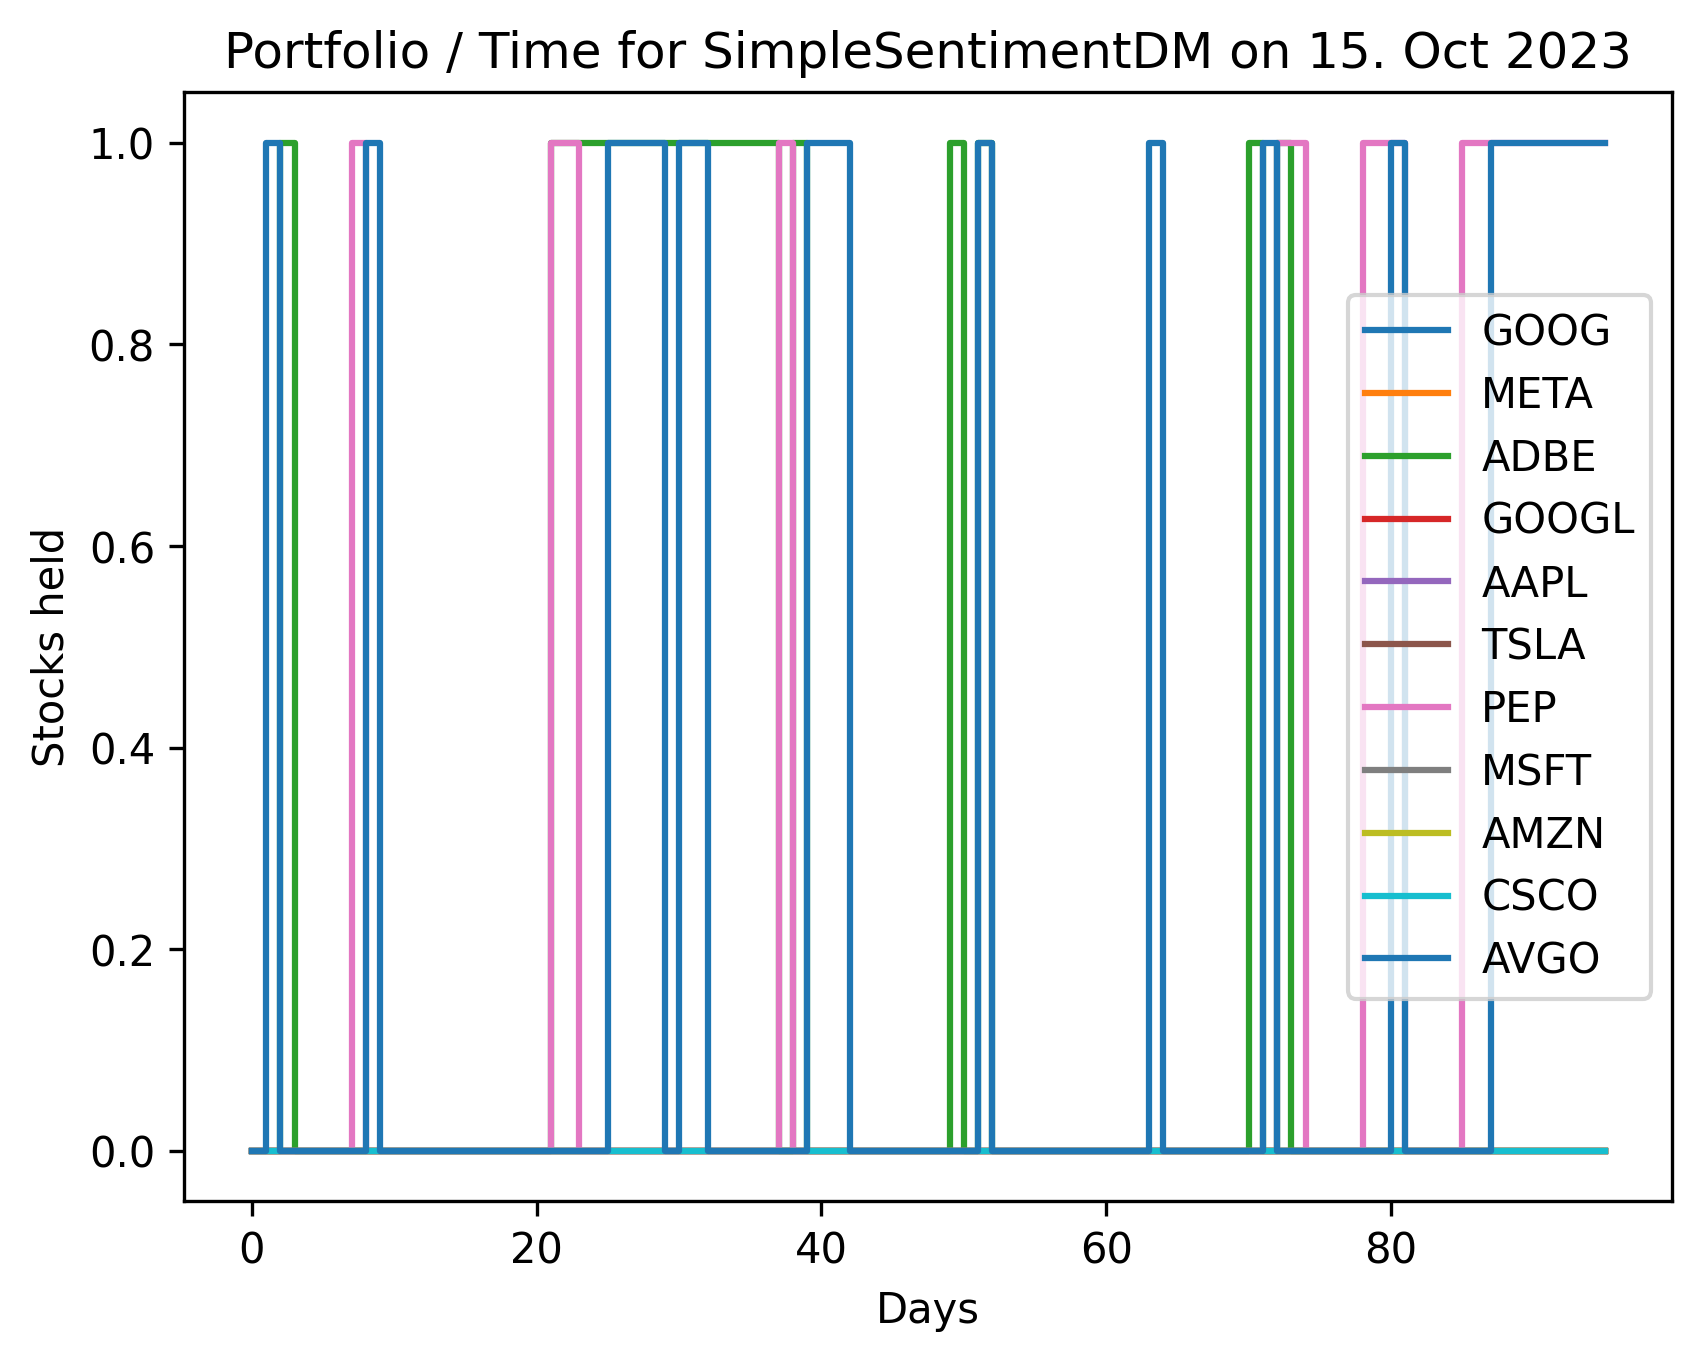 Portfolio / Time for SimpleSentimentDM on 15. Oct 2023
1.0
0.8
0.6
0.4
0.2
0.0
Stocks held
GOOG
META
ADBE
GOOGL
AAPL
TSLA
PEP
MSFT
AMZN
CSCO
AVGO
0 20 40 60 80
Days